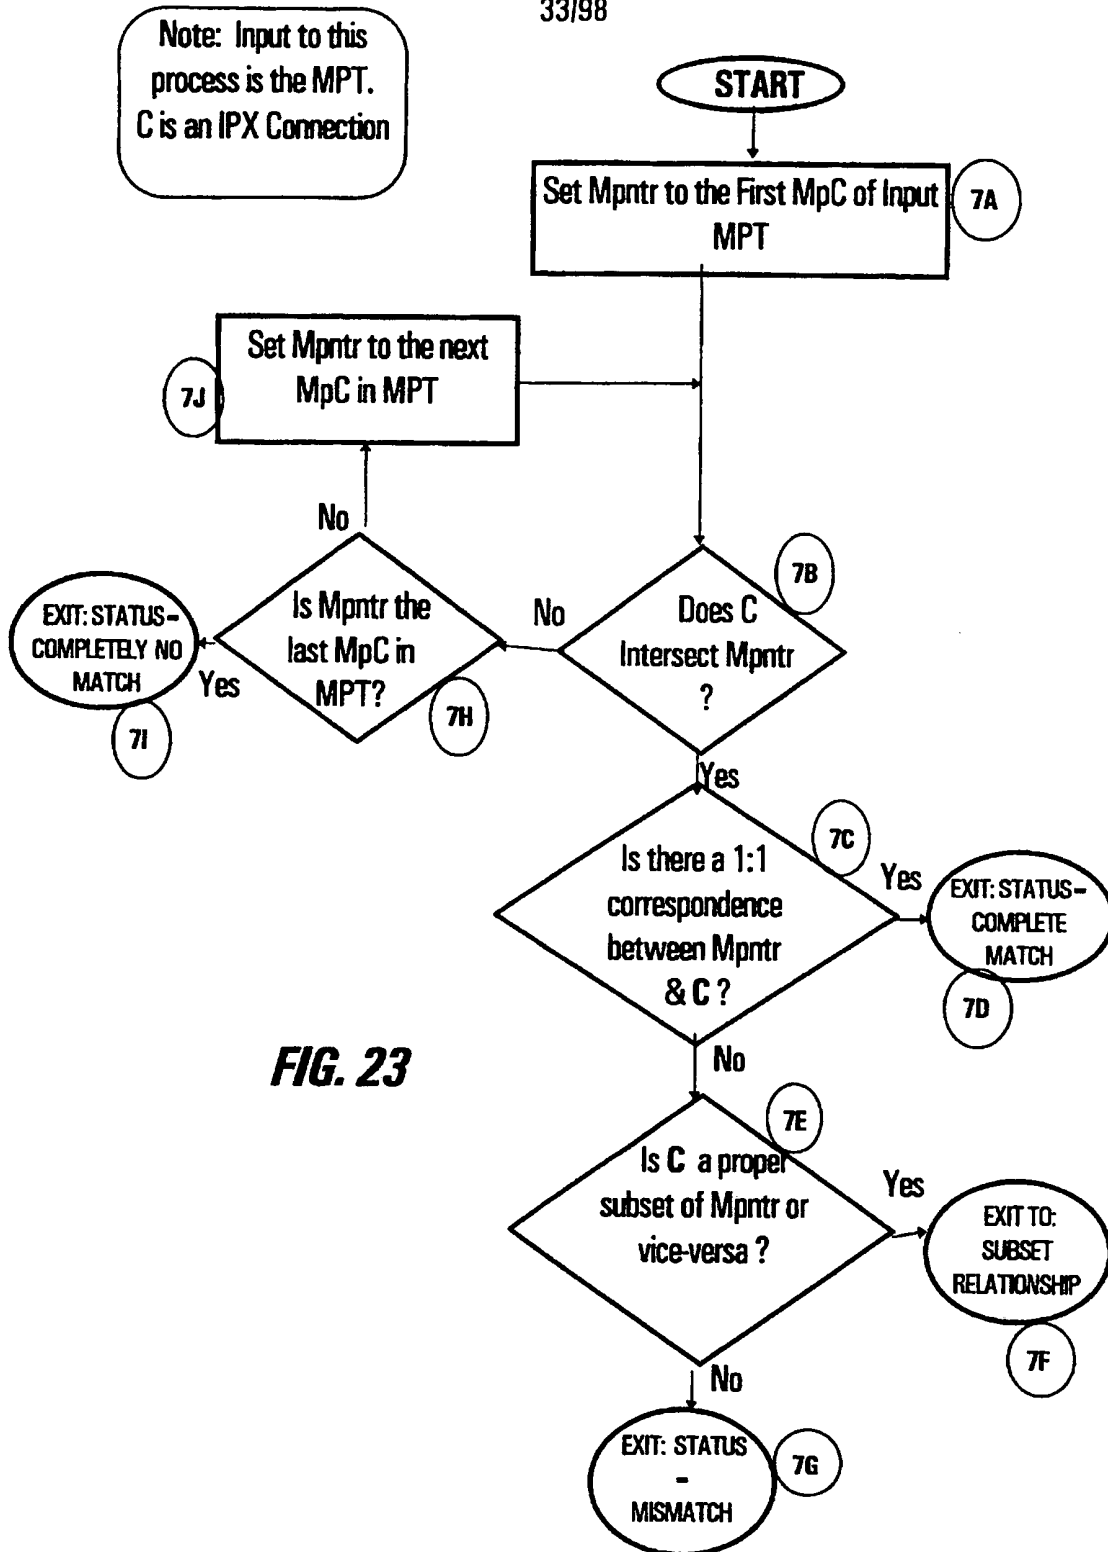 33/98
Note: Input to this
process is the MPT.
C is an IPX Connection
START
Set Mpntr to the First MpC of Input
MPT
7A
Set Mpntr to the next
MpC in MPT
7J
No
Is Mpntr the
last MpC in
MPT?
7H
Yes
EXIT: STATUS-
COMPLETELY NO
MATCH
7I
No
Does C
Intersect Mpntr
?
7B
Yes
Is there a 1:1
correspondence
between Mpntr
& C ?
7C
Yes
EXIT: STATUS-
COMPLETE
MATCH
7D
No
FIG. 23
Is C a proper
subset of Mpntr or
vice-versa ?
7E
Yes
EXIT TO:
SUBSET
RELATIONSHIP
7F
No
EXIT: STATUS
-
MISMATCH
7G